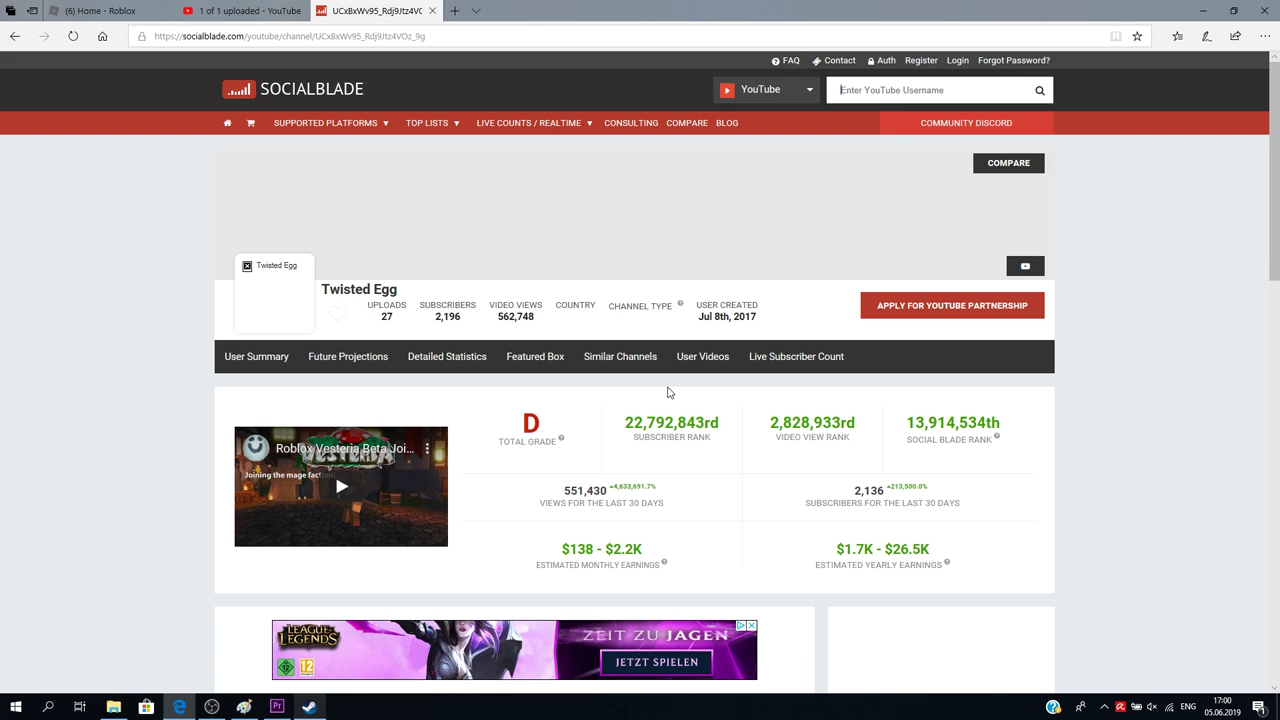 (6) Home - Roblox
1 of 1 uploaded - YouTube
UCxBxWv95_Rdj9Jtz4VC
https://socialblade.com/youtube/channel/UCxBxWv95_Rdj9Jtz4VOz_9g
FAQ Contact Auth Register Login Forgot Password?
SOCIALBLADE
YouTube
Enter YouTube Username
SUPPORTED PLATFORMS TOP LISTS LIVE COUNTS / REALTIME CONSULTING COMPARE BLOG
COMMUNITY DISCORD
COMPARE
Twisted Egg
Twisted Egg
UPLOADS SUBSCRIBERS VIDEO VIEWS COUNTRY CHANNEL TYPE USER CREATED
27 2,196 562,748 Jul 8th, 2017
APPLY FOR YOUTUBE PARTNERSHIP
User Summary Future Projections Detailed Statistics Featured Box Similar Channels User Videos Live Subscriber Count
D
TOTAL GRADE
22,792,843rd
SUBSCRIBER RANK
2,828,933rd
VIDEO VIEW RANK
13,914,534th
SOCIAL BLADE RANK
Roblox Vesteria Beta Joi...
551,430 +4,633,691.7%
VIEWS FOR THE LAST 30 DAYS
2,136 +213,500.0%
SUBSCRIBERS FOR THE LAST 30 DAYS
$138 - $2.2K
ESTIMATED MONTHLY EARNINGS
$1.7K - $26.5K
ESTIMATED YEARLY EARNINGS
LEAGUE OF
LEGENDS
12
12
ZEIT ZU JAGEN
JETZT SPIELEN
ENG
17:00
05.06.2019
1